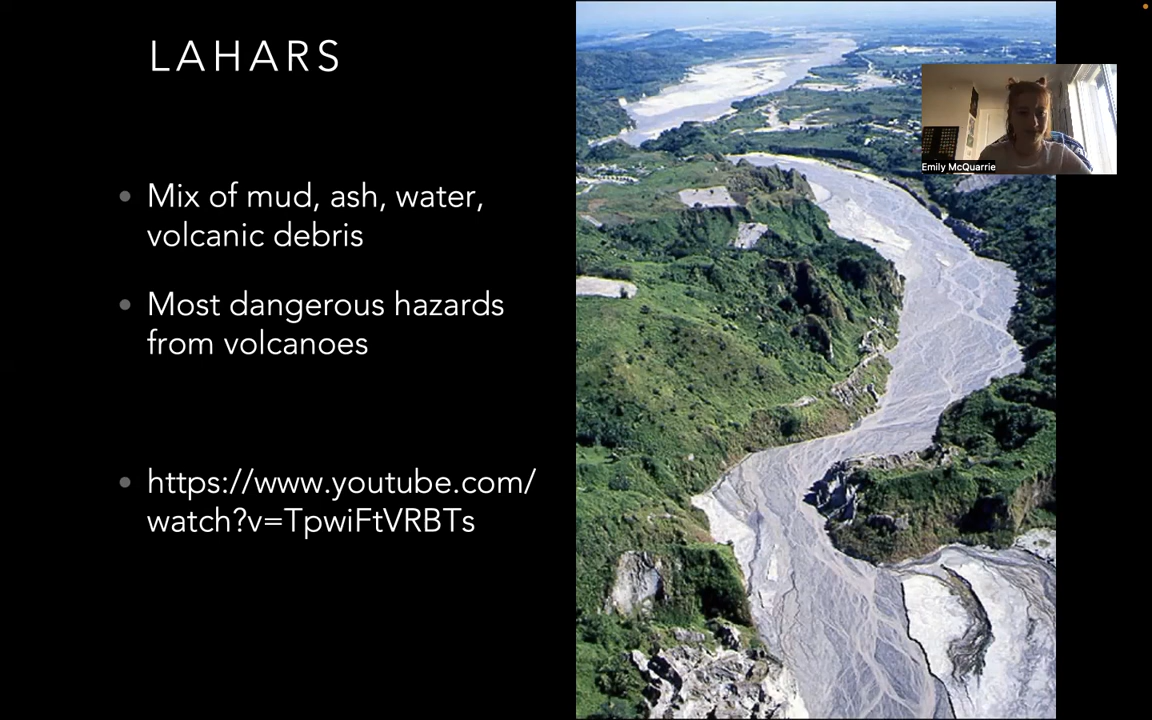 LAHARS
Emily McQuarrie
• Mix of mud, ash, water,
volcanic debris
• Most dangerous hazards
from volcanoes
• https://www.youtube.com/
watch?v=TpwiFtVRBTs